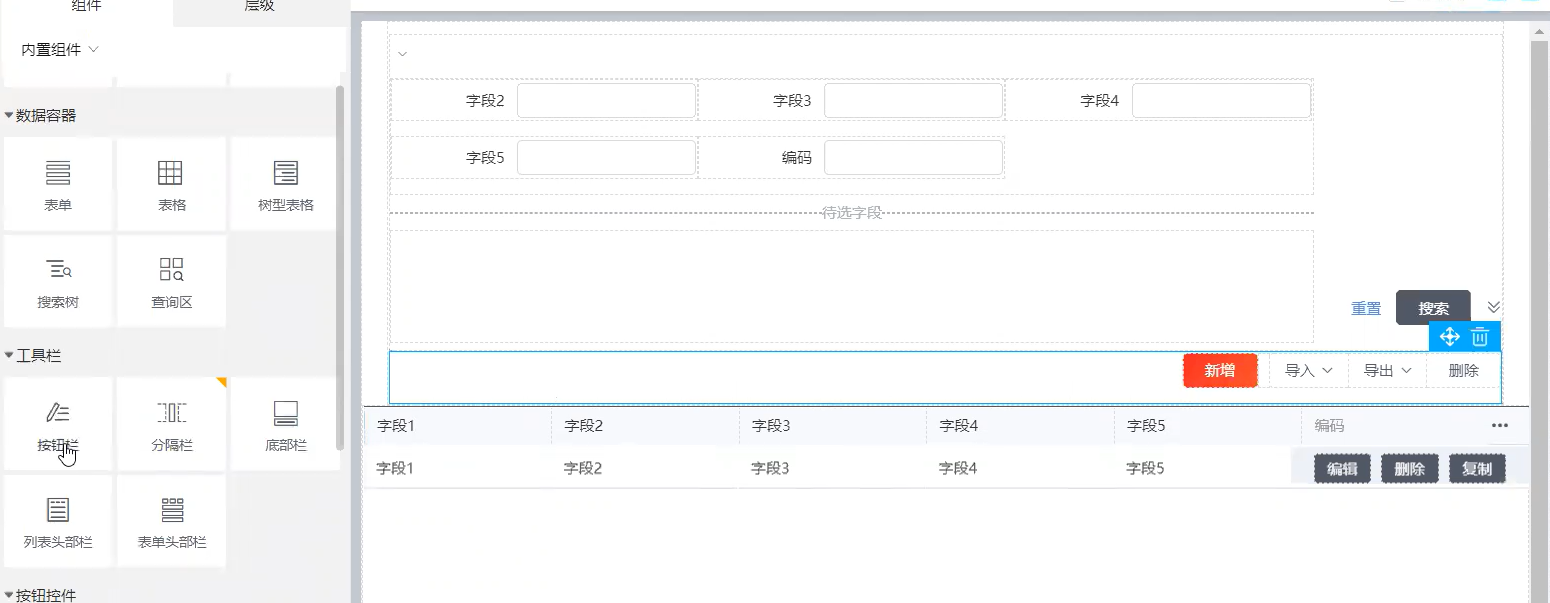 组件
层级
内置组件
数据容器
表单
表格
树型表格
搜索树
查询区
工具栏
按钮栏
分隔栏
底部栏
列表头部栏
表单头部栏
按钮控件
字段2
字段3
字段4
字段5
编码
待选字段
重置
搜索
新增
导入
导出
删除
字段1 字段2 字段3 字段4 字段5 编码 •••
字段1 字段2 字段3 字段4 字段5 编辑 删除 复制